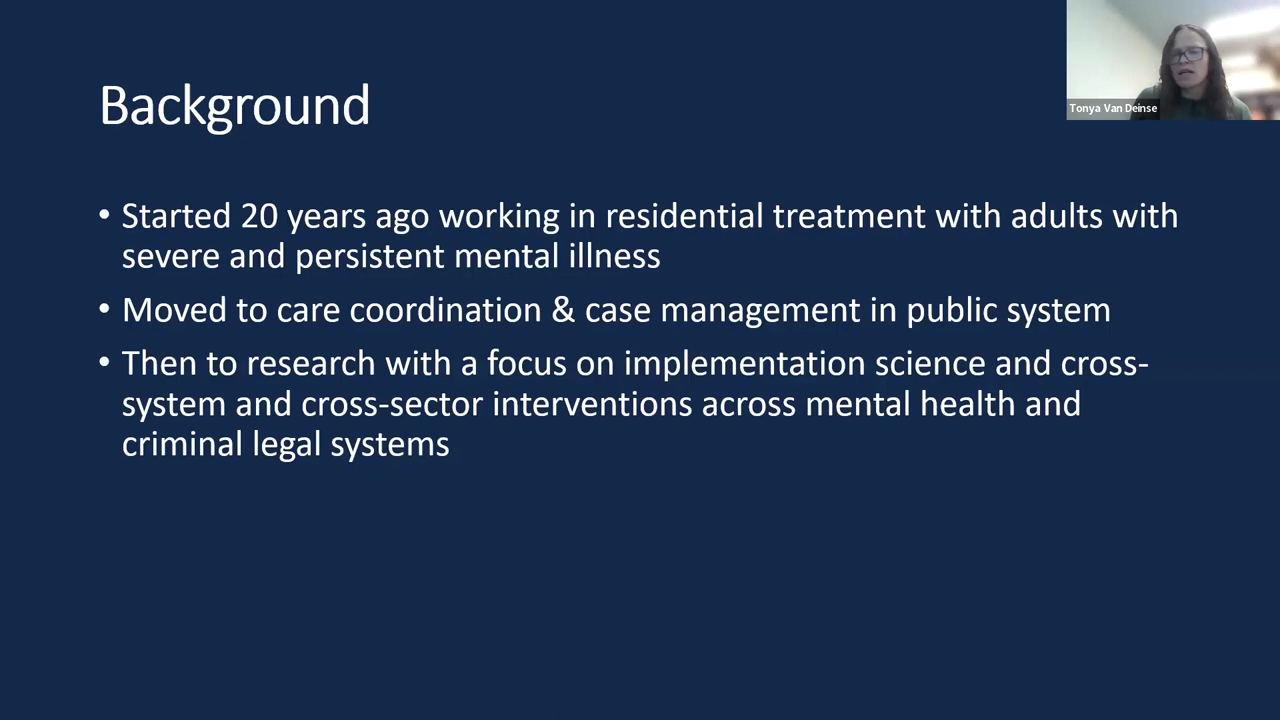 Background
Tonya Van Deinse
• Started 20 years ago working in residential treatment with adults with
severe and persistent mental illness
• Moved to care coordination & case management in public system
• Then to research with a focus on implementation science and cross-
system and cross-sector interventions across mental health and
criminal legal systems